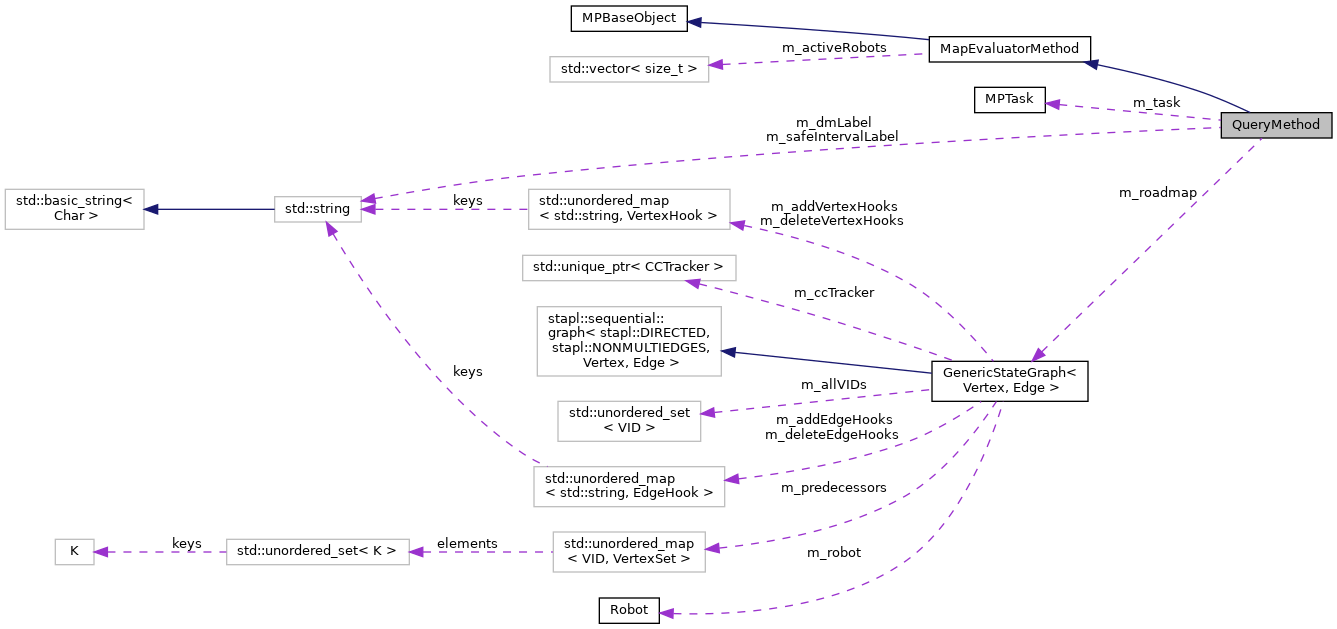 MPBaseObject
MapEvaluatorMethod
m_activeRobots
std::vector< size_t >
MPTask
m_task
QueryMethod
m_dmLabel
m_safeIntervalLabel
m_roadmap
std::basic_string<
Char >
std::string
keys
std::unordered_map
< std::string, VertexHook >
m_addVertexHooks
m_deleteVertexHooks
std::unique_ptr< CCTracker >
m_ccTracker
stapl::sequential::
graph< stapl::DIRECTED,
stapl::NONMULTIEDGES,
Vertex, Edge >
GenericStateGraph<
Vertex, Edge >
keys
m_allVIDs
std::unordered_set
< VID >
m_addEdgeHooks
m_deleteEdgeHooks
std::unordered_map
< std::string, EdgeHook >
m_predecessors
K
keys
std::unordered_set< K >
elements
std::unordered_map
< VID, VertexSet >
m_robot
Robot